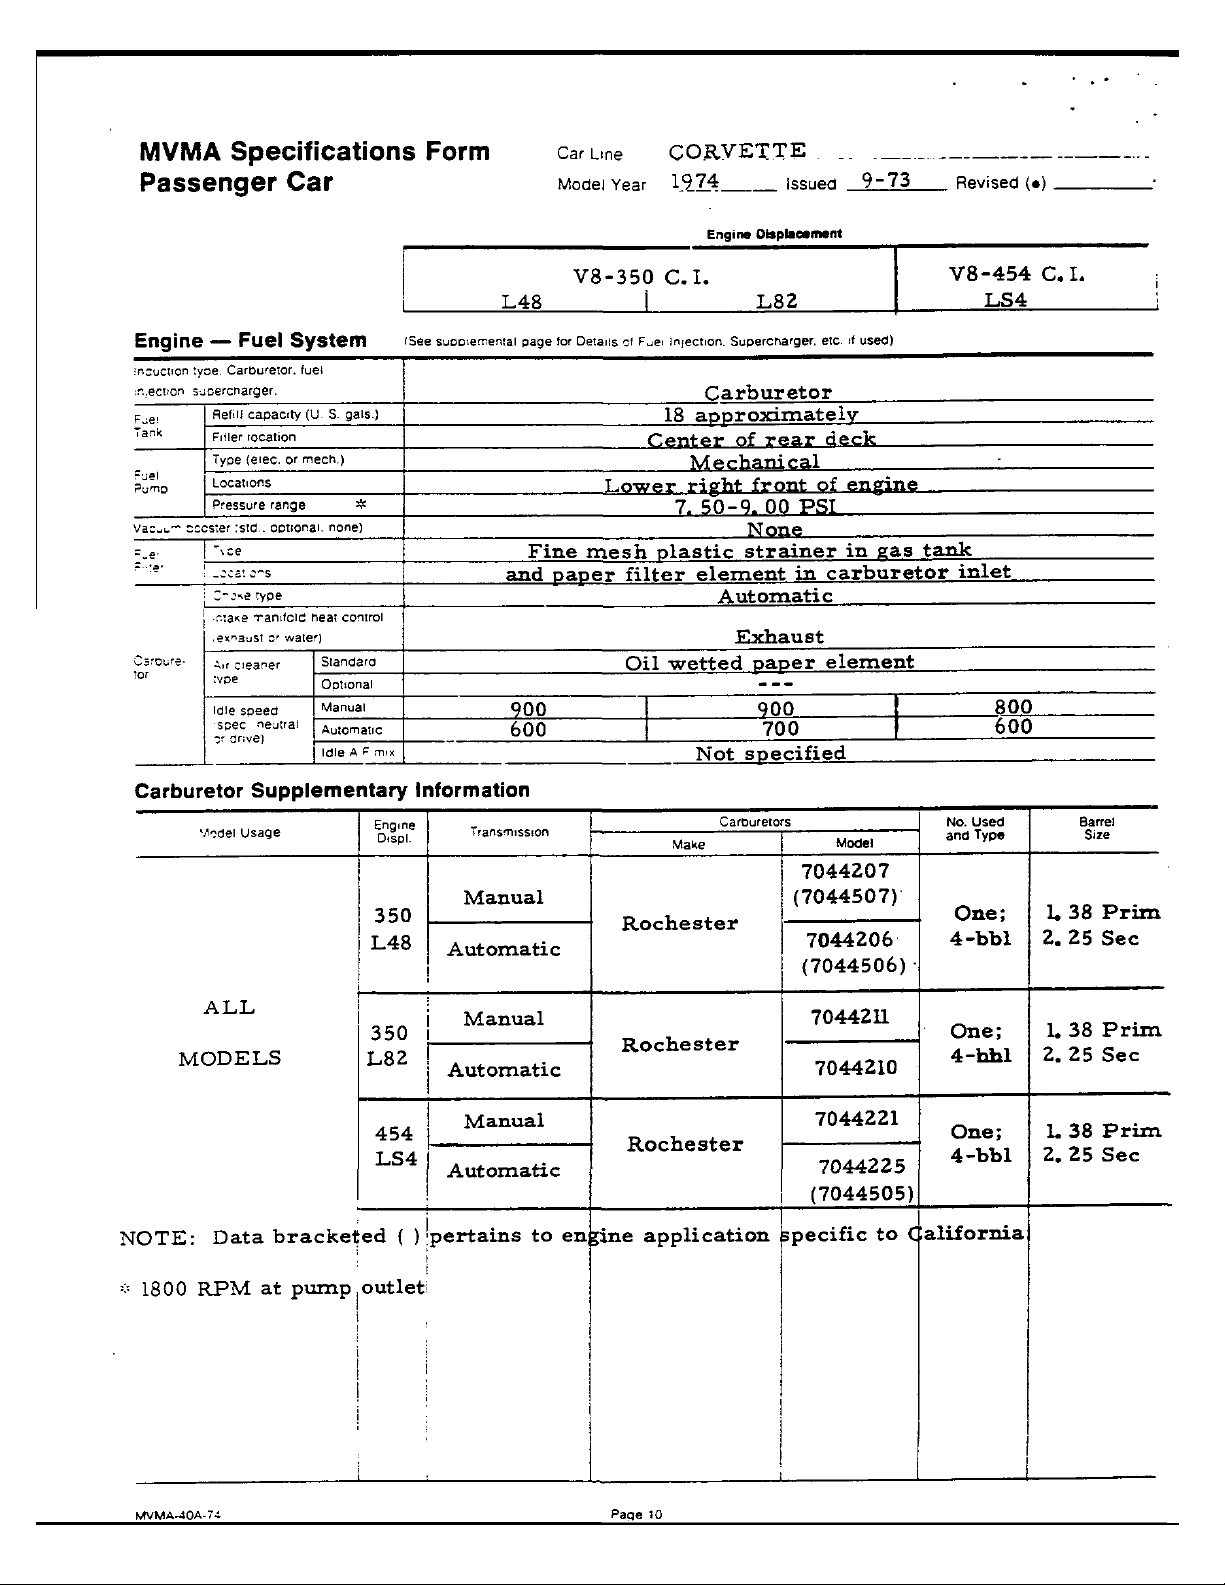 MVMA Specifications Form
Passenger Car
Car Line CORVETTE
Model Year 1974 Issued 9-73 Revised (●)
Engine Displacement
V8-350 C.I. V8-454 C.I.
L48 L82 LS4
Engine — Fuel System (See supplemental page for Details of Fuel Injection, Supercharger, etc. if used)
Induction type, Carburetor, fuel
injection supercharger. Carburetor
Fuel Tank Refill capacity (U. S. gals.) 18 approximately
Filler location Center of rear deck
Fuel Pump Type (elec. or mech.) Mechanical
Locations Lower right front of engine
Pressure range * 7.50-9.00 PSI
Vacuum booster (std., optional, none) None
Fuel Filter Type Fine mesh plastic strainer in gas tank
Locations and paper filter element in carburetor inlet
Carburetor Choke type Automatic
Intake manifold heat control
(exhaust or water) Exhaust
Air cleaner type Standard Oil wetted paper element
Optional ---
Idle speed (spec. neutral or drive) Manual 900 900 800
Automatic 600 700 600
Idle A F mix Not specified
Carburetor Supplementary Information
Model Usage Engine Displ. Transmission Carburetors No. Used and Type Barrel Size
Make Model
ALL
MODELS
350 L48 Manual Rochester 7044207
(7044507)
One; 4-bbl 1.38 Prim
2.25 Sec
Automatic 7044206
(7044506)
350 L82 Manual Rochester 7044211
One; 4-bbl 1.38 Prim
2.25 Sec
Automatic 7044210
454 LS4 Manual Rochester 7044221
One; 4-bbl 1.38 Prim
2.25 Sec
Automatic 7044225
(7044505)
NOTE: Data bracketed ( ) pertains to engine application specific to California
* 1800 RPM at pump outlet
MVMA-40A-74 Page 10